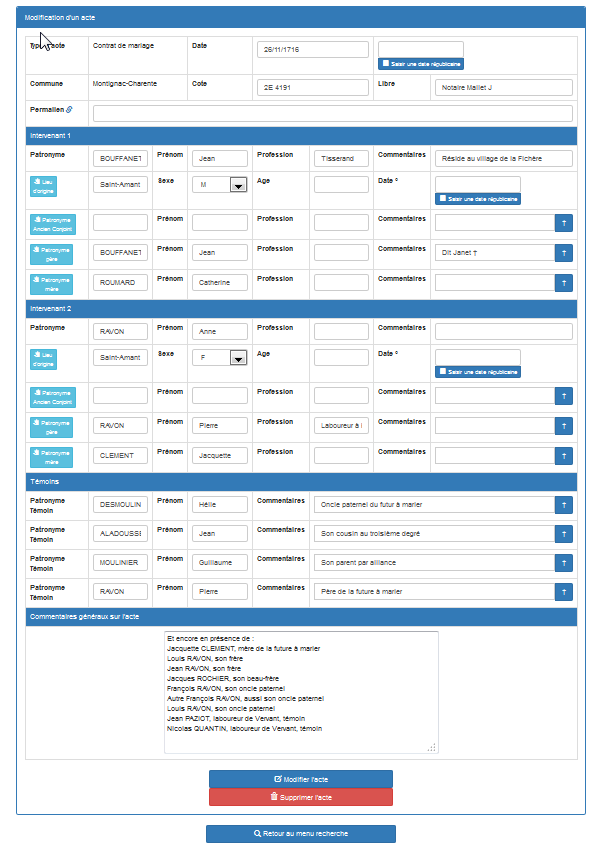 Modification d'un acte
Contrat de mariage Date 26/11/1716
Saisir une date républicaine
Commune Montignac-Charente Cote 2E 4191 Libre Notaire Mallet J
Permalien
Intervenant 1
Patronyme BOUFFANET Prénom Jean Profession Tisserand Commentaires Réside au village de la Fichère
Lieu d'origine Saint-Amant Sexe M Age Date °
Saisir une date républicaine
Patronyme Ancien Conjoint Prénom Profession Commentaires †
Patronyme père BOUFFANET Prénom Jean Profession Commentaires Dit Janet † †
Patronyme mère ROUMARD Prénom Catherine Profession Commentaires †
Intervenant 2
Patronyme RAVON Prénom Anne Profession Commentaires
Lieu d'origine Saint-Amant Sexe F Age Date °
Saisir une date républicaine
Patronyme Ancien Conjoint Prénom Profession Commentaires †
Patronyme père RAVON Prénom Pierre Profession Laboureur à Commentaires †
Patronyme mère CLEMENT Prénom Jacquette Profession Commentaires †
Témoins
Patronyme Témoin DESMOULIN Prénom Hélie Commentaires Oncle paternel du futur à marier †
Patronyme Témoin ALADOUSSE Prénom Jean Commentaires Son cousin au troisième degré †
Patronyme Témoin MOULINIER Prénom Guillaume Commentaires Son parent par alliance †
Patronyme Témoin RAVON Prénom Pierre Commentaires Père de la future à marier †
Commentaires généraux sur l'acte
Et encore en présence de :
Jacquette CLEMENT, mère de la future à marier
Louis RAVON, son frère
Jean RAVON, son frère
Jacques ROCHIER, son beau-frère
François RAVON, son oncle paternel
Autre François RAVON, aussi son oncle paternel
Louis RAVON, son oncle paternel
Jean PAZIOT, laboureur de Vervant, témoin
Nicolas QUANTIN, laboureur de Vervant, témoin
Modifier l'acte
Supprimer l'acte
Retour au menu recherche